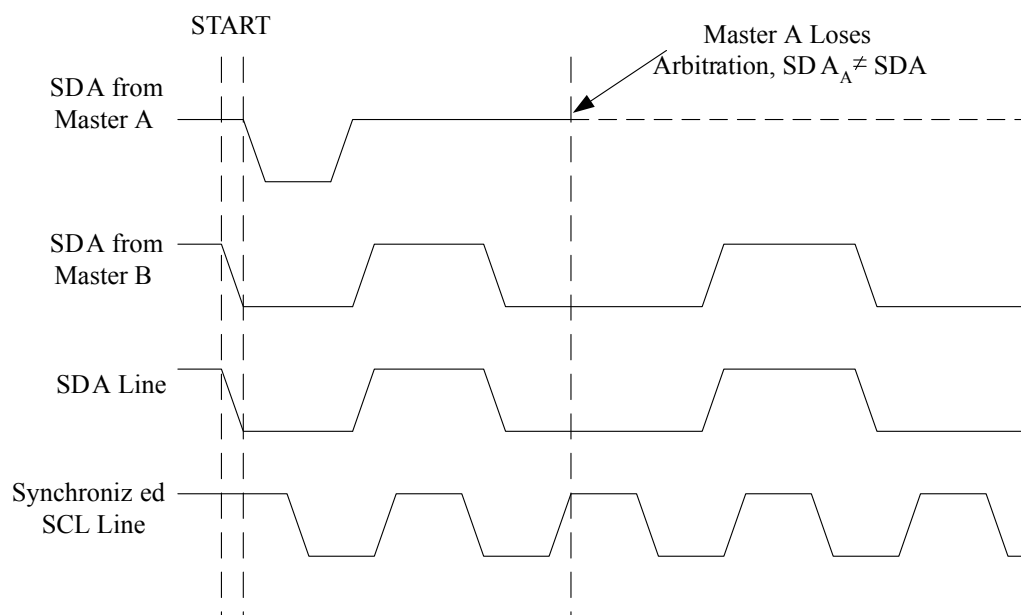 START
Master A Loses
Arbitration, SDA_A ≠ SDA
SDA from
Master A
SDA from
Master B
SDA Line
Synchroniz ed
SCL Line